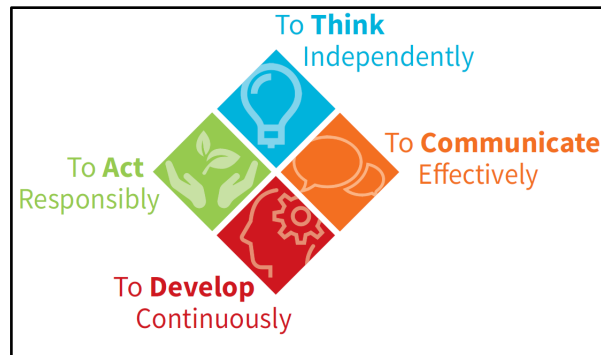 To Think
Independently
To Communicate
Effectively
To Act
Responsibly
To Develop
Continuously